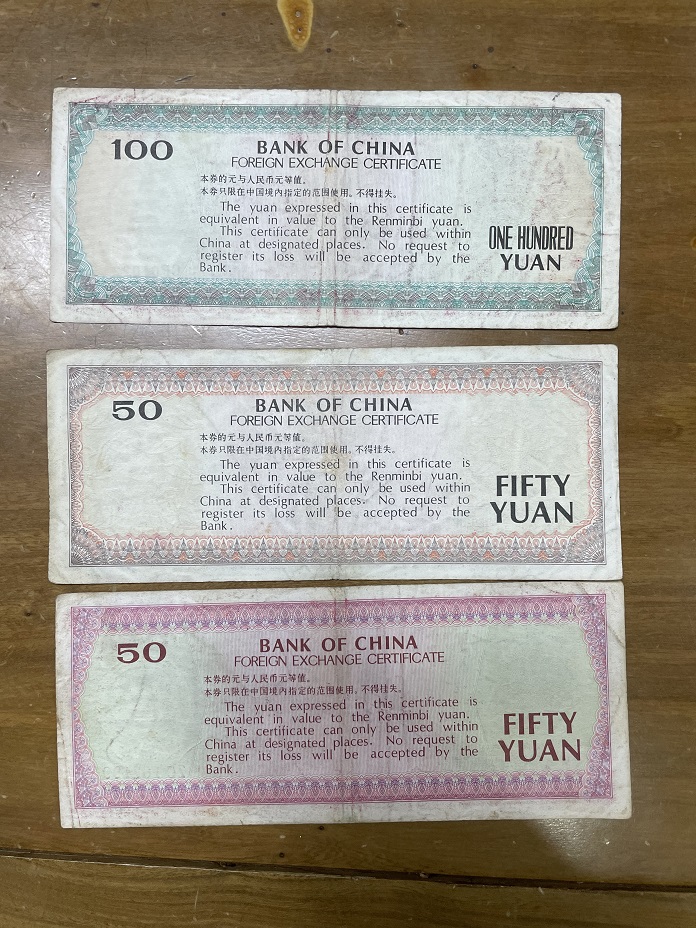 100
BANK OF CHINA
FOREIGN EXCHANGE CERTIFICATE
本券的元与人民币元等值。
本券只限在中国境内指定的范围使用，不得挂失。
The yuan expressed in this certificate is
equivalent in value to the Renminbi yuan.
This certificate can only be used within
China at designated places. No request to
register its loss will be accepted by the
Bank.
ONE HUNDRED
YUAN
50
BANK OF CHINA
FOREIGN EXCHANGE CERTIFICATE
本券的元与人民币元等值。
本券只限在中国境内指定的范围使用，不得挂失。
The yuan expressed in this certificate is
equivalent in value to the Renminbi yuan.
This certificate can only be used within
China at designated places. No request to
register its loss will be accepted by the
Bank.
FIFTY
YUAN
50
BANK OF CHINA
FOREIGN EXCHANGE CERTIFICATE
本券的元与人民币元等值。
本券只限在中国境内指定的范围使用，不得挂失。
The yuan expressed in this certificate is
equivalent in value to the Renminbi yuan.
This certificate can only be used within
China at designated places. No request to
register its loss will be accepted by the
Bank.
FIFTY
YUAN